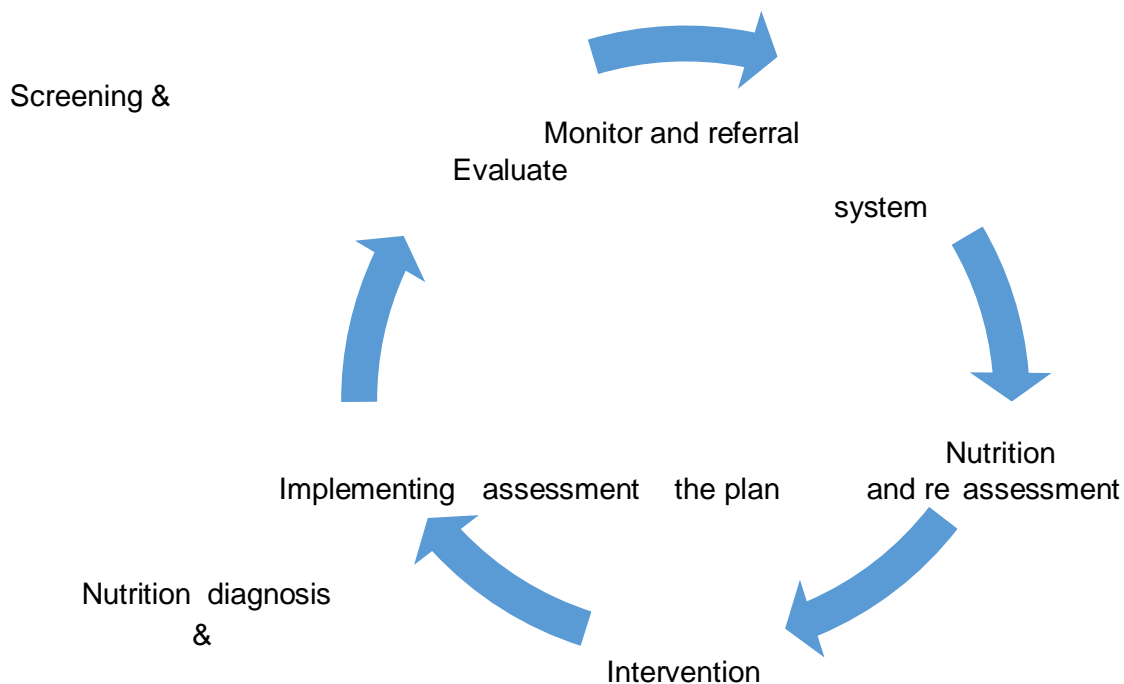 Screening &
Monitor and referral
Evaluate
system
Nutrition
Implementing assessment the plan and re assessment
Nutrition diagnosis
&
Intervention